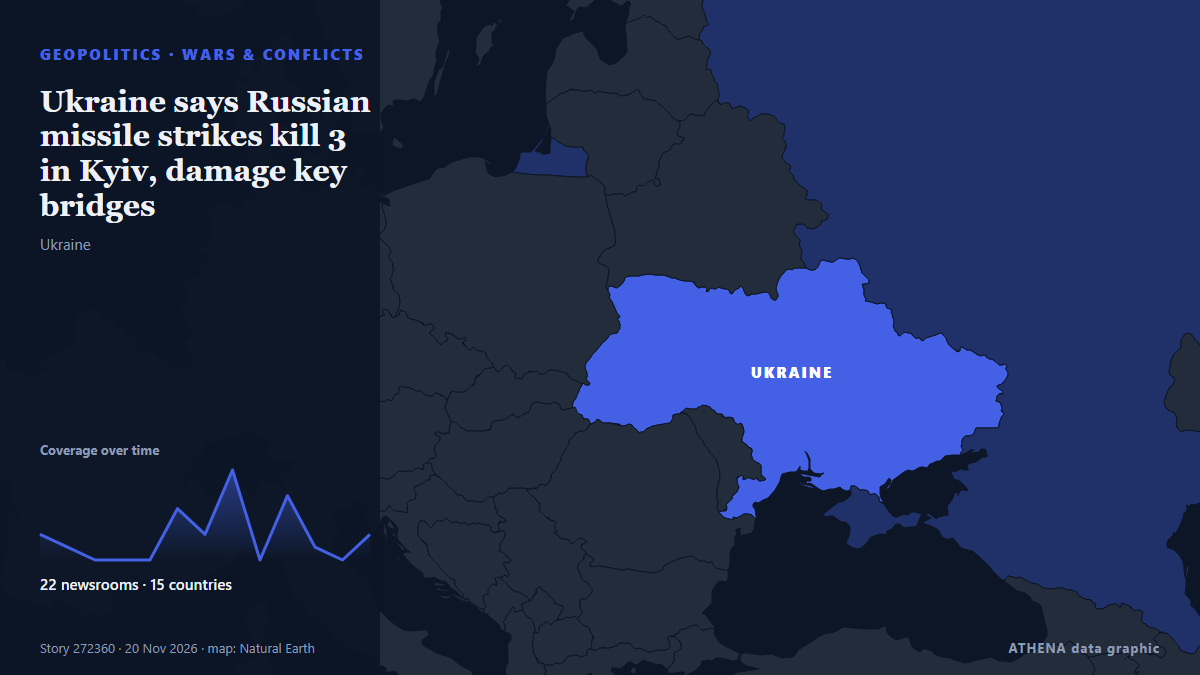 GEOPOLITICS · WARS & CONFLICTS
Ukraine says Russian
missile strikes kill 3
in Kyiv, damage key
bridges
Ukraine
UKRAINE
Coverage over time
22 newsrooms · 15 countries
Story 272360 · 20 Nov 2026 · map: Natural Earth
ATHENA data graphic